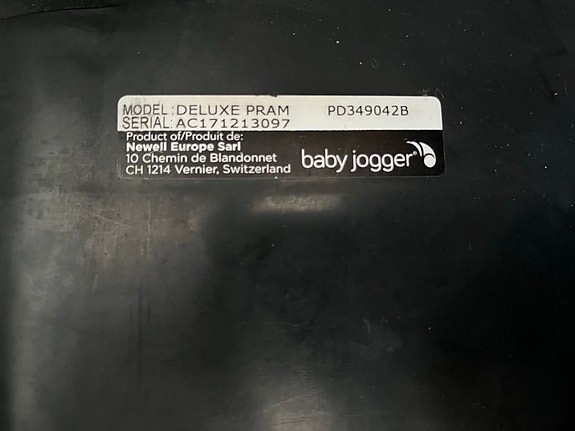 MODEL: DELUXE PRAM PD349042B
SERIAL: AC171213097
Product of/Produit de:
Newell Europe Sarl
10 Chemin de Blandonnet
CH 1214 Vernier, Switzerland
baby jogger®